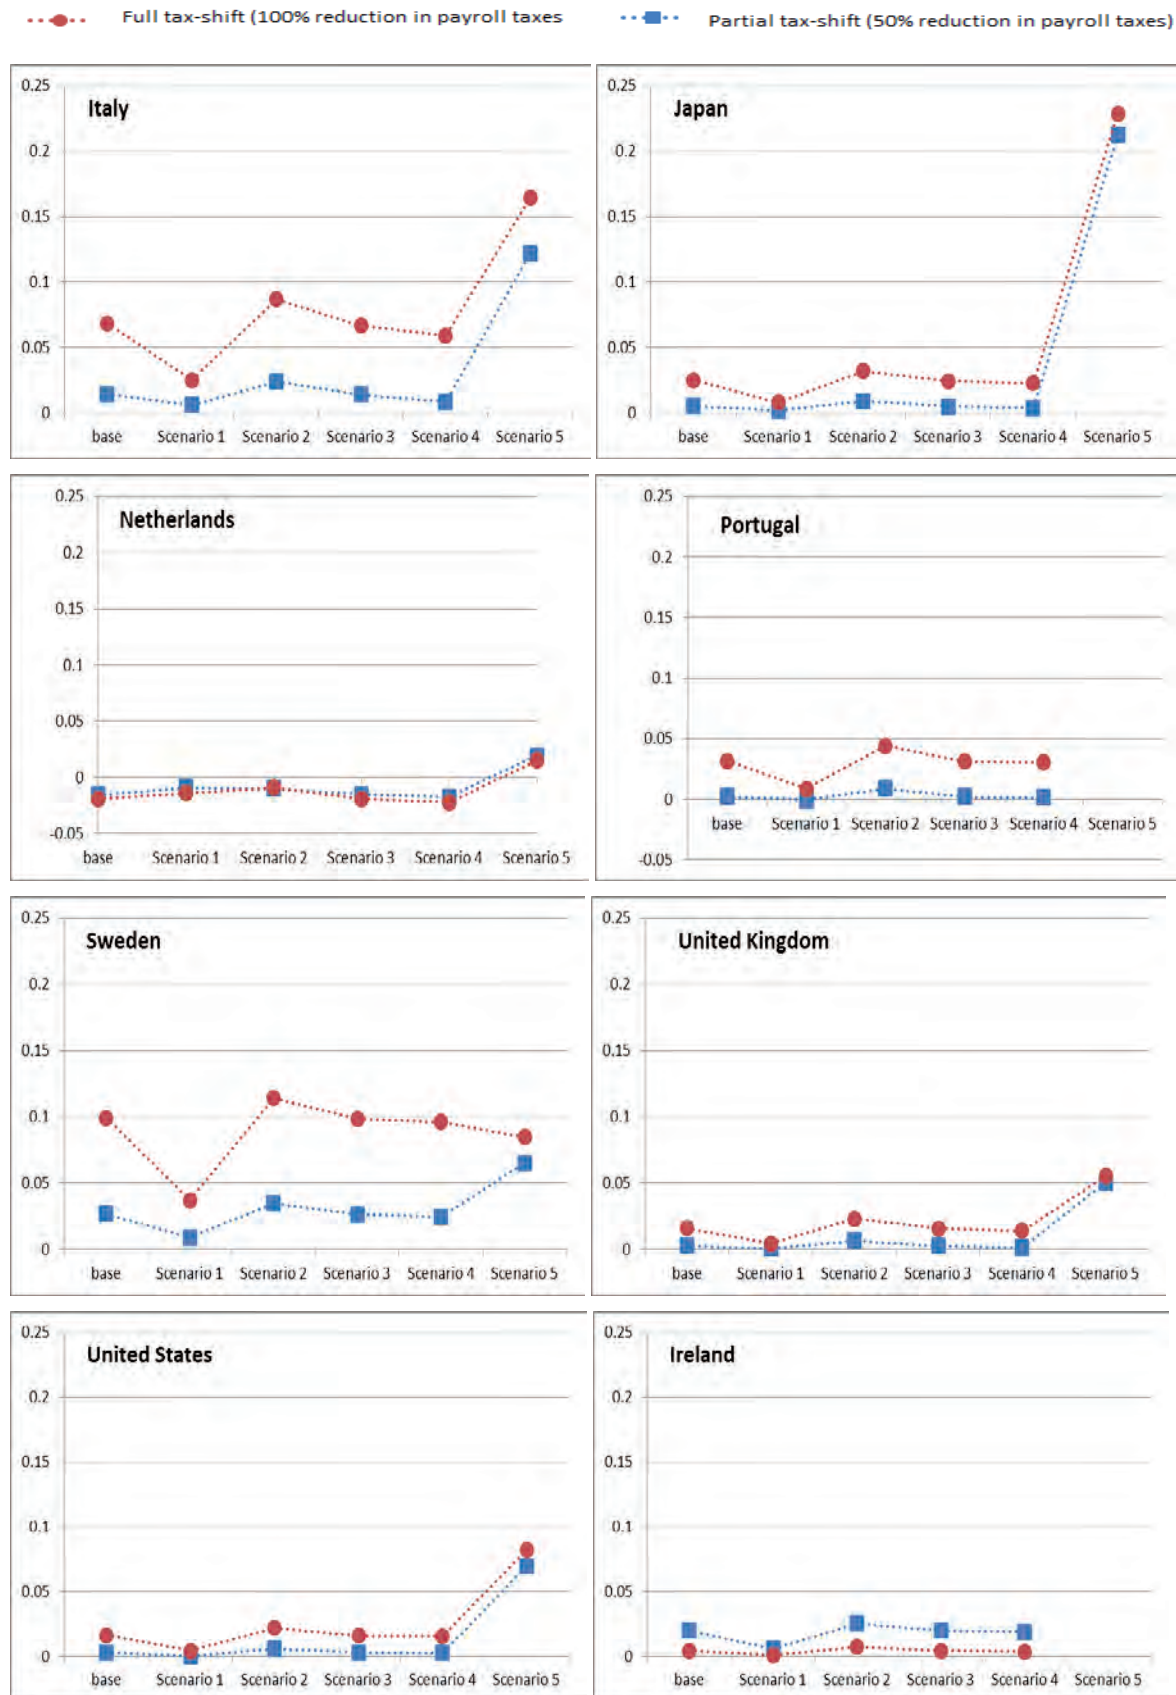 Full tax-shift (100% reduction in payroll taxes
Partial tax-shift (50% reduction in payroll taxes)
Italy
0.25
0.2
0.15
0.1
0.05
0
base Scenario 1 Scenario 2 Scenario 3 Scenario 4 Scenario 5
Japan
0.25
0.2
0.15
0.1
0.05
0
base Scenario 1 Scenario 2 Scenario 3 Scenario 4 Scenario 5
Netherlands
0.25
0.2
0.15
0.1
0.05
0
-0.05
base Scenario 1 Scenario 2 Scenario 3 Scenario 4 Scenario 5
Portugal
0.25
0.2
0.15
0.1
0.05
0
base Scenario 1 Scenario 2 Scenario 3 Scenario 4 Scenario 5
-0.05
Sweden
0.25
0.2
0.15
0.1
0.05
0
base Scenario 1 Scenario 2 Scenario 3 Scenario 4 Scenario 5
United Kingdom
0.25
0.2
0.15
0.1
0.05
0
base Scenario 1 Scenario 2 Scenario 3 Scenario 4 Scenario 5
United States
0.25
0.2
0.15
0.1
0.05
0
base Scenario 1 Scenario 2 Scenario 3 Scenario 4 Scenario 5
Ireland
0.25
0.2
0.15
0.1
0.05
0
base Scenario 1 Scenario 2 Scenario 3 Scenario 4 Scenario 5